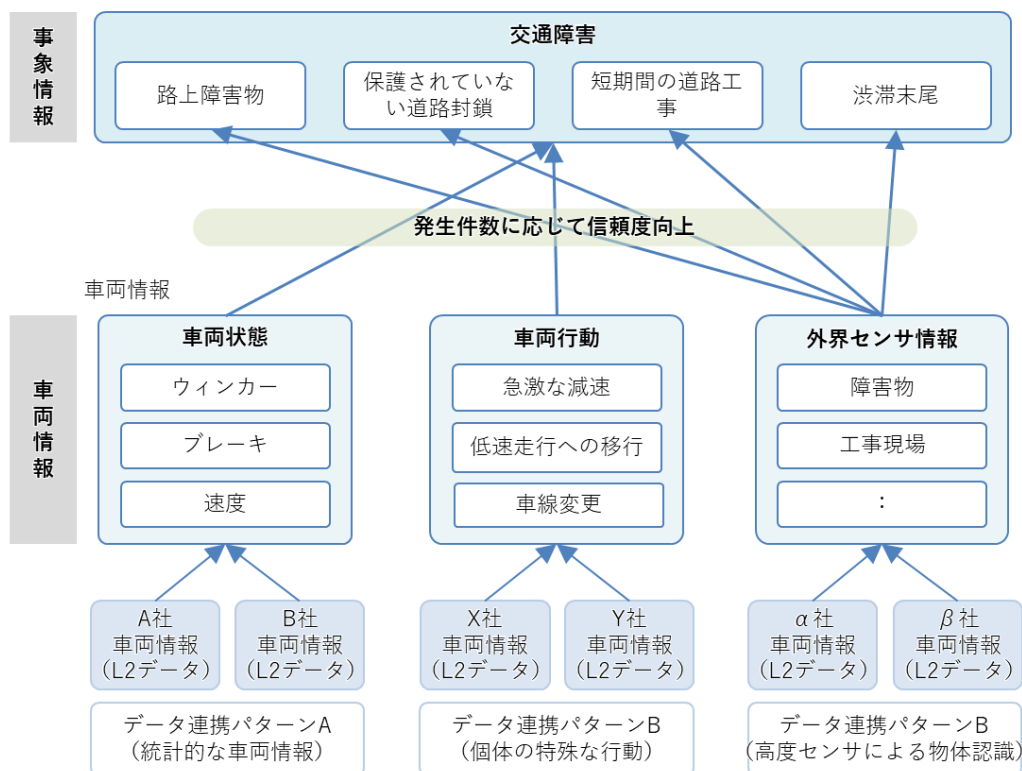 事象情報
交通障害
路上障害物
保護されていな
い道路封鎖
短期間の道路工
事
渋滞末尾
発生件数に応じて信頼度向上
車両情報
車両情報
車両状態
ウィンカー
ブレーキ
速度
車両行動
急激な減速
低速走行への移行
車線変更
外界センサ情報
障害物
工事現場
：
A社
車両情報
(L2データ)
B社
車両情報
(L2データ)
X社
車両情報
(L2データ)
Y社
車両情報
(L2データ)
α社
車両情報
(L2データ)
β社
車両情報
(L2データ)
データ連携パターンA
(統計的な車両情報)
データ連携パターンB
(個体の特殊な行動)
データ連携パターンB
(高度センサによる物体認識)